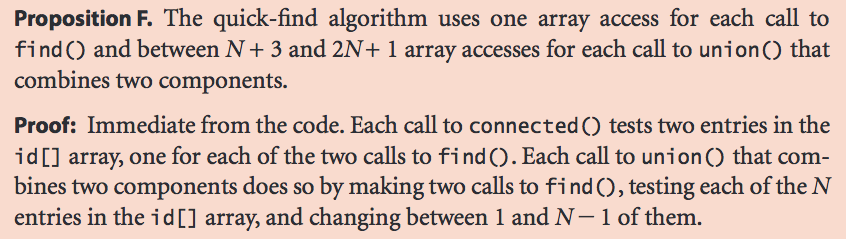 Proposition F. The quick-find algorithm uses one array access for each call to
find() and between N + 3 and 2N+ 1 array accesses for each call to union() that
combines two components.
Proof: Immediate from the code. Each call to connected() tests two entries in the
id[] array, one for each of the two calls to find(). Each call to union() that com-
bines two components does so by making two calls to find(), testing each of the N
entries in the id[] array, and changing between 1 and N− 1 of them.